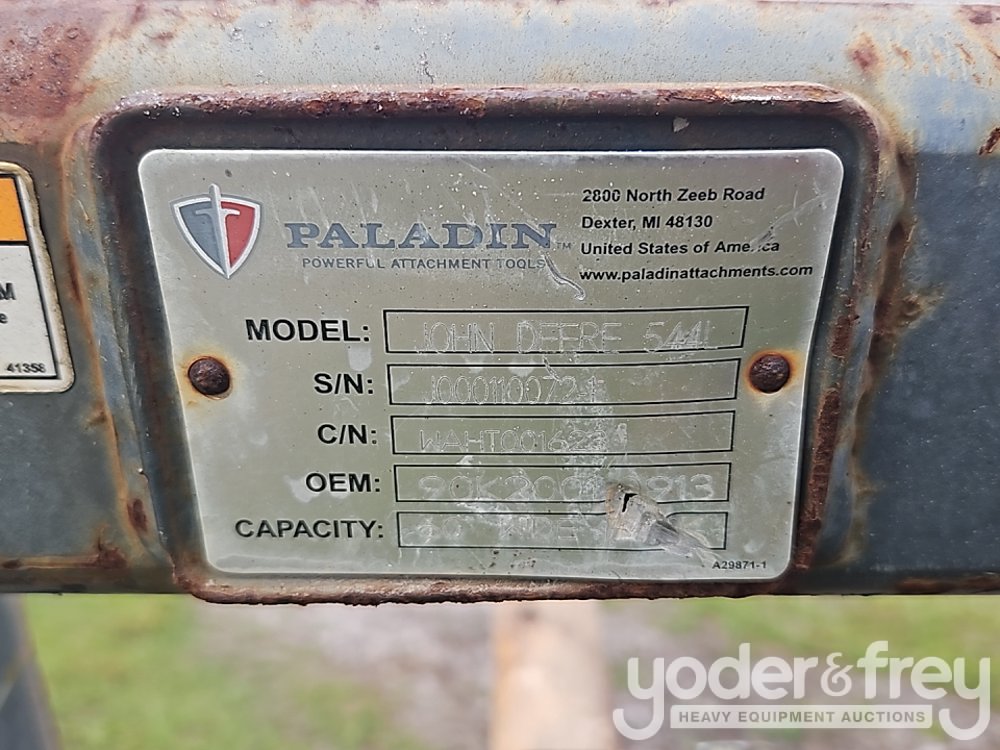 PALADIN™
POWERFUL ATTACHMENT TOOLS
2800 North Zeeb Road
Dexter, MI 48130
United States of America
www.paladinattachments.com
MODEL: JOHN DEERE 544L
S/N:
C/N:
OEM:
CAPACITY:
A29871-1
M
e
41358
yoder&frey
HEAVY EQUIPMENT AUCTIONS